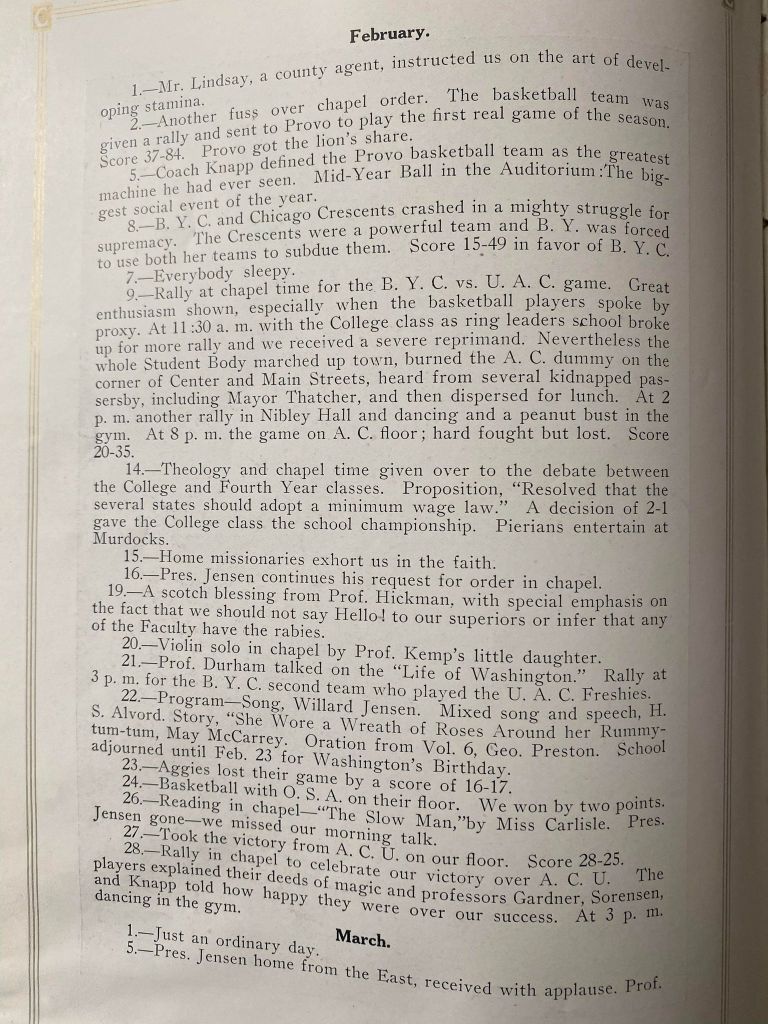 February.
1.—Mr. Lindsay, a county agent, instructed us on the art of devel-
oping stamina.
2.—Another fuss over chapel order. The basketball team was
given a rally and sent to Provo to play the first real game of the season.
Score 37-84. Provo got the lion's share.
5.—Coach Knapp defined the Provo basketball team as the greatest
machine he had ever seen. Mid-Year Ball in the Auditorium:The big-
gest social event of the year.
8.—B. Y. C. and Chicago Crescents crashed in a mighty struggle for
supremacy. The Crescents were a powerful team and B. Y. was forced
to use both her teams to subdue them. Score 15-49 in favor of B. Y. C.
7.—Everybody sleepy.
9.—Rally at chapel time for the B. Y. C. vs. U. A. C. game. Great
enthusiasm shown, especially when the basketball players spoke by
proxy. At 11:30 a. m. with the College class as ring leaders school broke
up for more rally and we received a severe reprimand. Nevertheless the
whole Student Body marched up town, burned the A. C. dummy on the
corner of Center and Main Streets, heard from several kidnapped pas-
sersby, including Mayor Thatcher, and then dispersed for lunch. At 2
p. m. another rally in Nibley Hall and dancing and a peanut bust in the
gym. At 8 p. m. the game on A. C. floor; hard fought but lost. Score
20-35.
14.—Theology and chapel time given over to the debate between
the College and Fourth Year classes. Proposition, "Resolved that the
several states should adopt a minimum wage law." A decision of 2-1
gave the College class the school championship. Pierians entertain at
Murdocks.
15.—Home missionaries exhort us in the faith.
16.—Pres. Jensen continues his request for order in chapel.
19.—A scotch blessing from Prof. Hickman, with special emphasis on
the fact that we should not say Hello! to our superiors or infer that any
of the Faculty have the rabies.
20.—Violin solo in chapel by Prof. Kemp's little daughter.
21.—Prof. Durham talked on the "Life of Washington." Rally at
3 p. m. for the B. Y. C. second team who played the U. A. C. Freshies.
22.—Program—Song, Willard Jensen. Mixed song and speech, H.
S. Alvord. Story, "She Wore a Wreath of Roses Around her Rummy-
tum-tum, May McCarrey. Oration from Vol. 6, Geo. Preston. School
adjourned until Feb. 23 for Washington's Birthday.
23.—Aggies lost their game by a score of 16-17.
24.—Basketball with O. S. A. on their floor. We won by two points.
26.—Reading in chapel—"The Slow Man,"by Miss Carlisle. Pres.
Jensen gone—we missed our morning talk.
27.—Took the victory from A. C. U. on our floor. Score 28-25.
28.—Rally in chapel to celebrate our victory over A. C. U. The
players explained their deeds of magic and professors Gardner, Sorensen,
and Knapp told how happy they were over our success. At 3 p. m.
dancing in the gym.
March.
1.—Just an ordinary day.
5.—Pres. Jensen home from the East, received with applause. Prof.